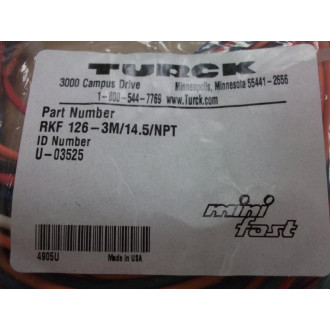 TURCK
3000 Campus Drive Minneapolis, Minnesota 55441-2656
1-800-544-7769 www.Turck.com
Part Number
RKF 126-3M/14.5/NPT
ID Number
U-03525
mini
fast
4905U Made in USA